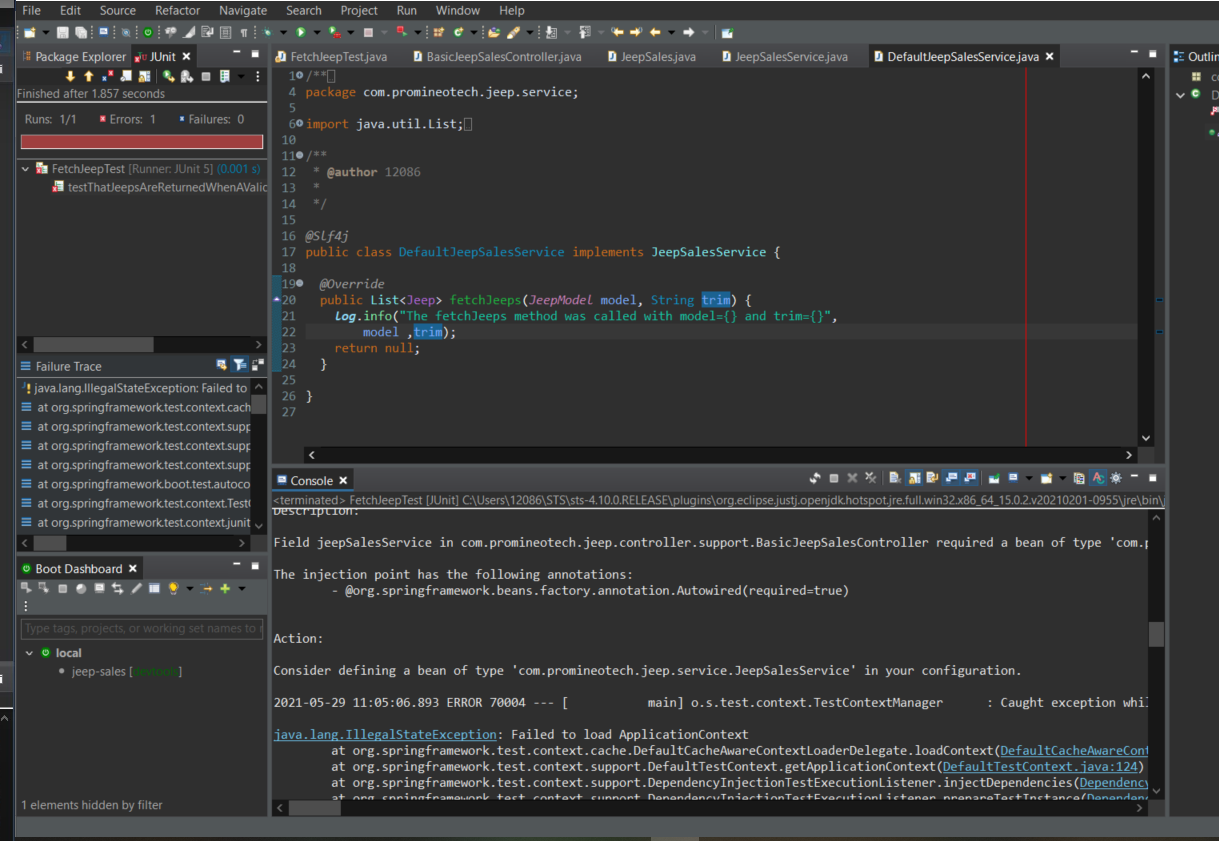 File Edit Source Refactor Navigate Search Project Run Window Help
Package Explorer JUnit
Finished after 1.857 seconds
Runs: 1/1 Errors: 1 Failures: 0
FetchJeepTest [Runner: JUnit 5] (0.001 s)
testThatJeepsAreReturnedWhenAValid
Failure Trace
java.lang.IllegalStateException: Failed to
at org.springframework.test.context.cach
at org.springframework.test.context.supp
at org.springframework.test.context.supp
at org.springframework.test.context.supp
at org.springframework.boot.test.autoco
at org.springframework.test.context.Test
at org.springframework.test.context.junit
Boot Dashboard
Type tags, projects, or working set names to
local
jeep-sales [devtools]
1 elements hidden by filter
FetchJeepTest.java BasicJeepSalesController.java JeepSales.java JeepSalesService.java DefaultJeepSalesService.java
1 /**
4 package com.promineotech.jeep.service;
5
6 import java.util.List;
10
11 /**
12 * @author 12086
13 *
14 */
15
16 @Slf4j
17 public class DefaultJeepSalesService implements JeepSalesService {
18
19 @Override
20 public List<Jeep> fetchJeeps(JeepModel model, String trim) {
21 log.info("The fetchJeeps method was called with model={} and trim={}",
22 model ,trim);
23 return null;
24 }
25
26 }
27
Console
<terminated> FetchJeepTest [JUnit] C:\Users\12086\STS\sts-4.10.0.RELEASE\plugins\org.eclipse.justj.openjdk.hotspot.jre.full.win32.x86_64_15.0.2.v20210201-0955\jre\bin\
Description:
Field jeepSalesService in com.promineotech.jeep.controller.support.BasicJeepSalesController required a bean of type 'com.p
The injection point has the following annotations:
- @org.springframework.beans.factory.annotation.Autowired(required=true)
Action:
Consider defining a bean of type 'com.promineotech.jeep.service.JeepSalesService' in your configuration.
2021-05-29 11:05:06.893 ERROR 70004 --- [ main] o.s.test.context.TestContextManager : Caught exception whil
java.lang.IllegalStateException: Failed to load ApplicationContext
at org.springframework.test.context.cache.DefaultCacheAwareContextLoaderDelegate.loadContext(DefaultCacheAwareCont
at org.springframework.test.context.support.DefaultTestContext.getApplicationContext(DefaultTestContext.java:124)
at org.springframework.test.context.support.DependencyInjectionTestExecutionListener.injectDependencies(Dependency
at org.springframework.test.context.support.DependencyInjectionTestExecutionListener.prepareTestInstance(Dependen
Outlin